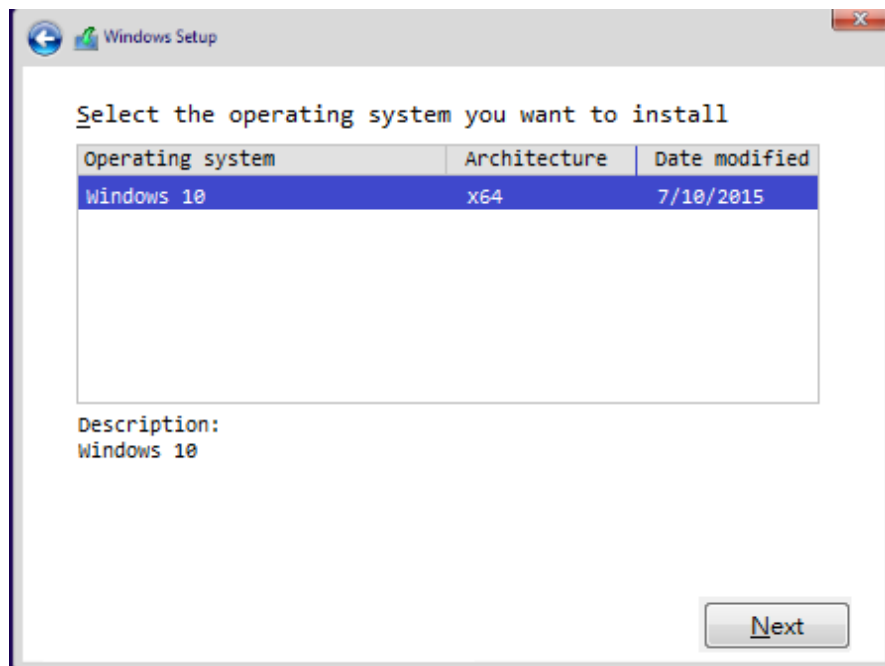 Windows Setup
Select the operating system you want to install
Operating system Architecture Date modified
Windows 10 x64 7/10/2015
Description:
Windows 10
Next